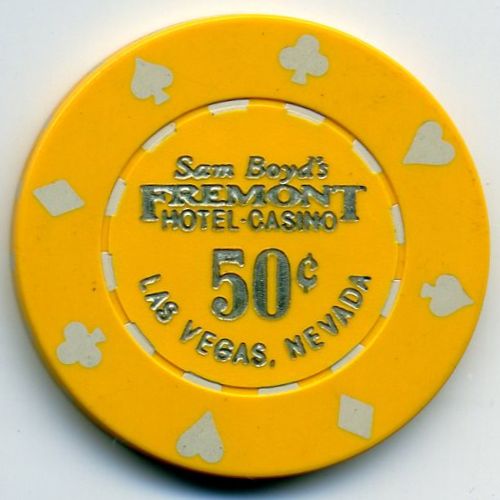 Sam Boyd's
FREMONT
HOTEL-CASINO
50¢
LAS VEGAS, NEVADA